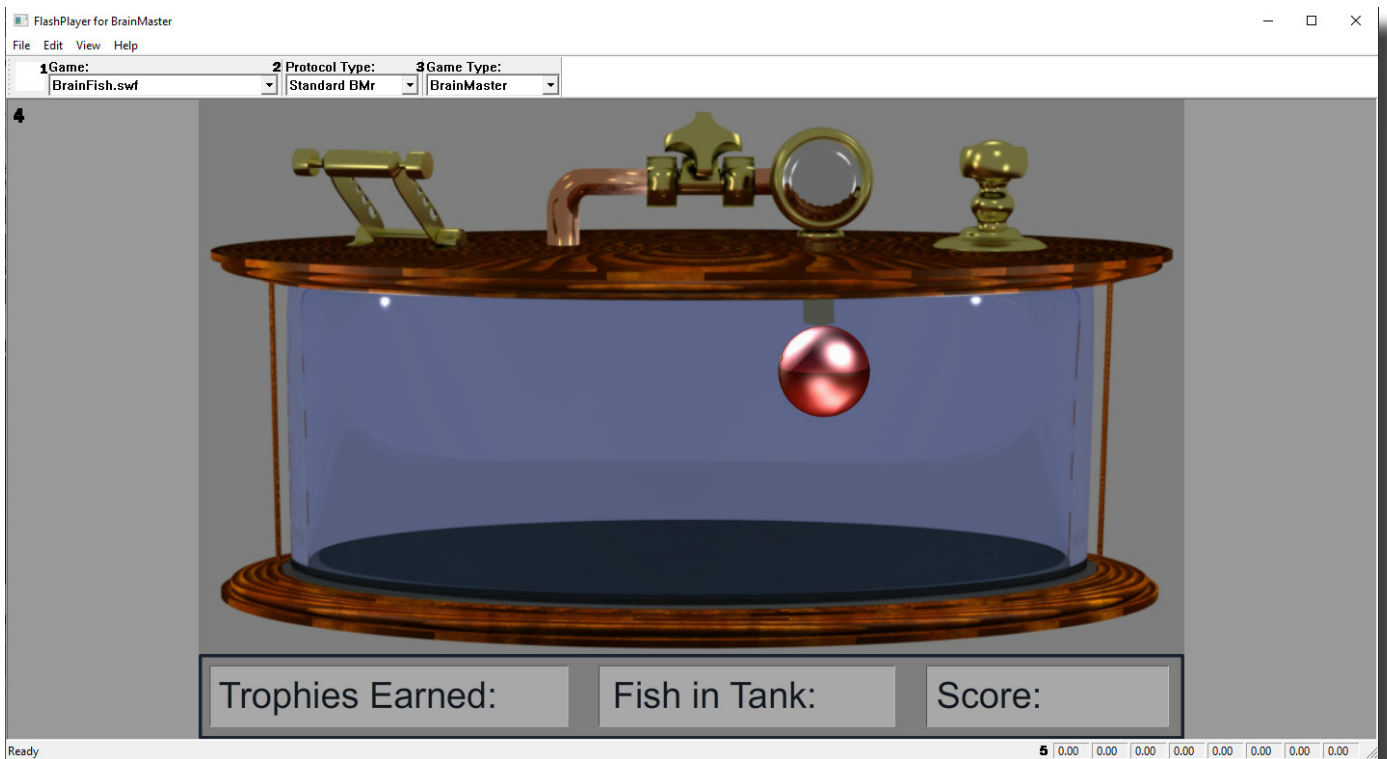 FlashPlayer for BrainMaster
File Edit View Help
1 Game: 2 Protocol Type: 3 Game Type:
BrainFish.swf Standard BMr BrainMaster
4
Trophies Earned: Fish in Tank: Score:
Ready 5 0.00 0.00 0.00 0.00 0.00 0.00 0.00 0.00